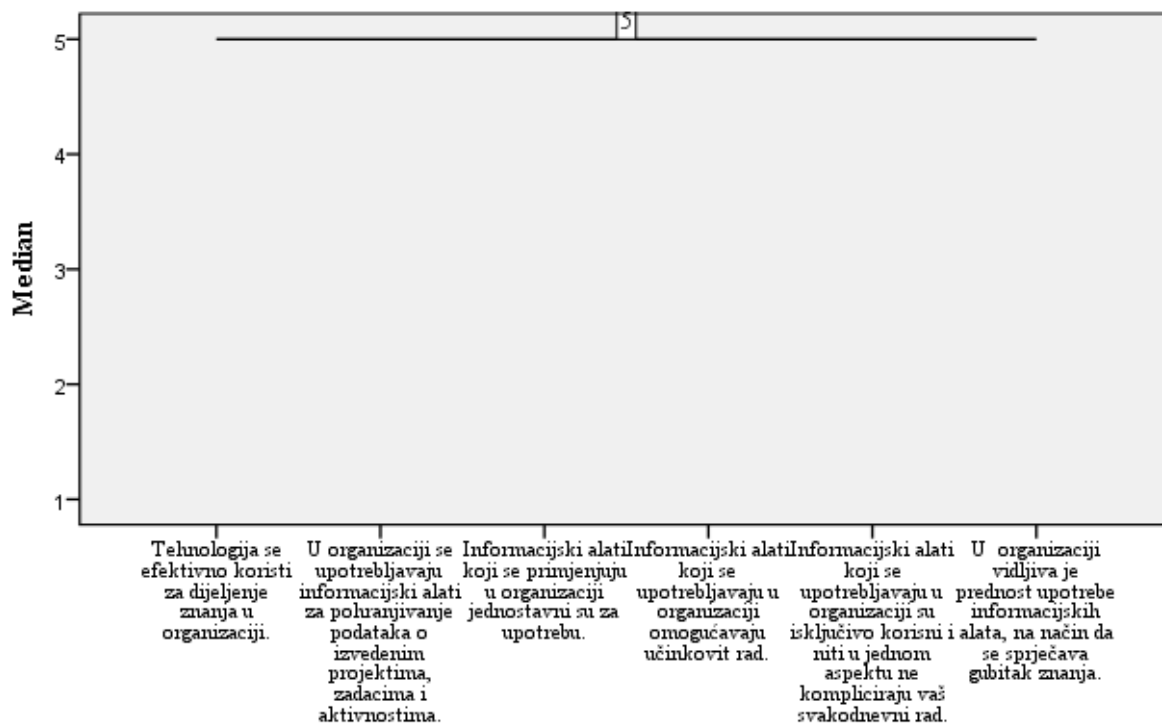 5
5
4
3
2
1
Median
Tehnologija se
efektivno koristi
za dijeljenje
znanja u
organizaciji.
U organizaciji se
upotrebljavaju
informacijski alati
za pohranjivanje
podataka o
izvedenim
projektima,
zadacima i
aktivnostima.
Informacijski alati
koji se primjenjuju
u organizaciji
jednostavni su za
upotrebu.
Informacijski alati
koji se
upotrebljavaju u
organizaciji
omogućavaju
učinkovit rad.
Informacijski alati
koji se
upotrebljavaju u
organizaciji su
isključivo korisni i
niti u jednom
aspektu ne
kompliciraju vaš
svakodnevni rad.
U organizaciji
vidljiva je
prednost upotrebe
informacijskih
alata, na način da
se sprječava
gubitak znanja.